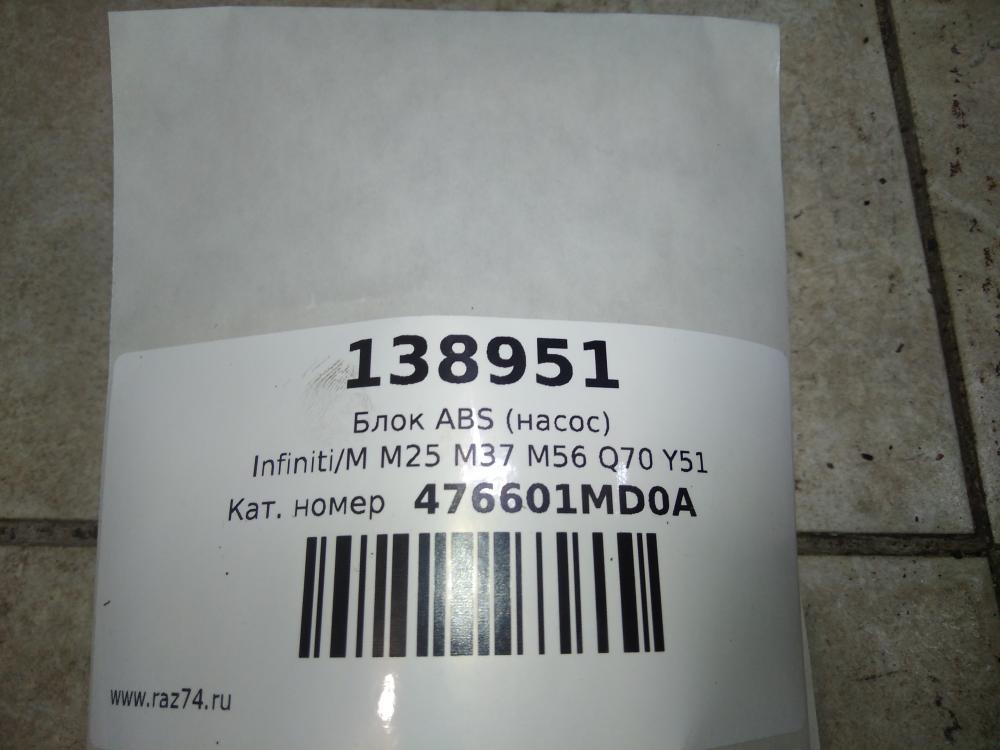 138951
Блок ABS (насос)
Infiniti/M M25 M37 M56 Q70 Y51
Кат. номер 476601MD0A
www.raz74.ru